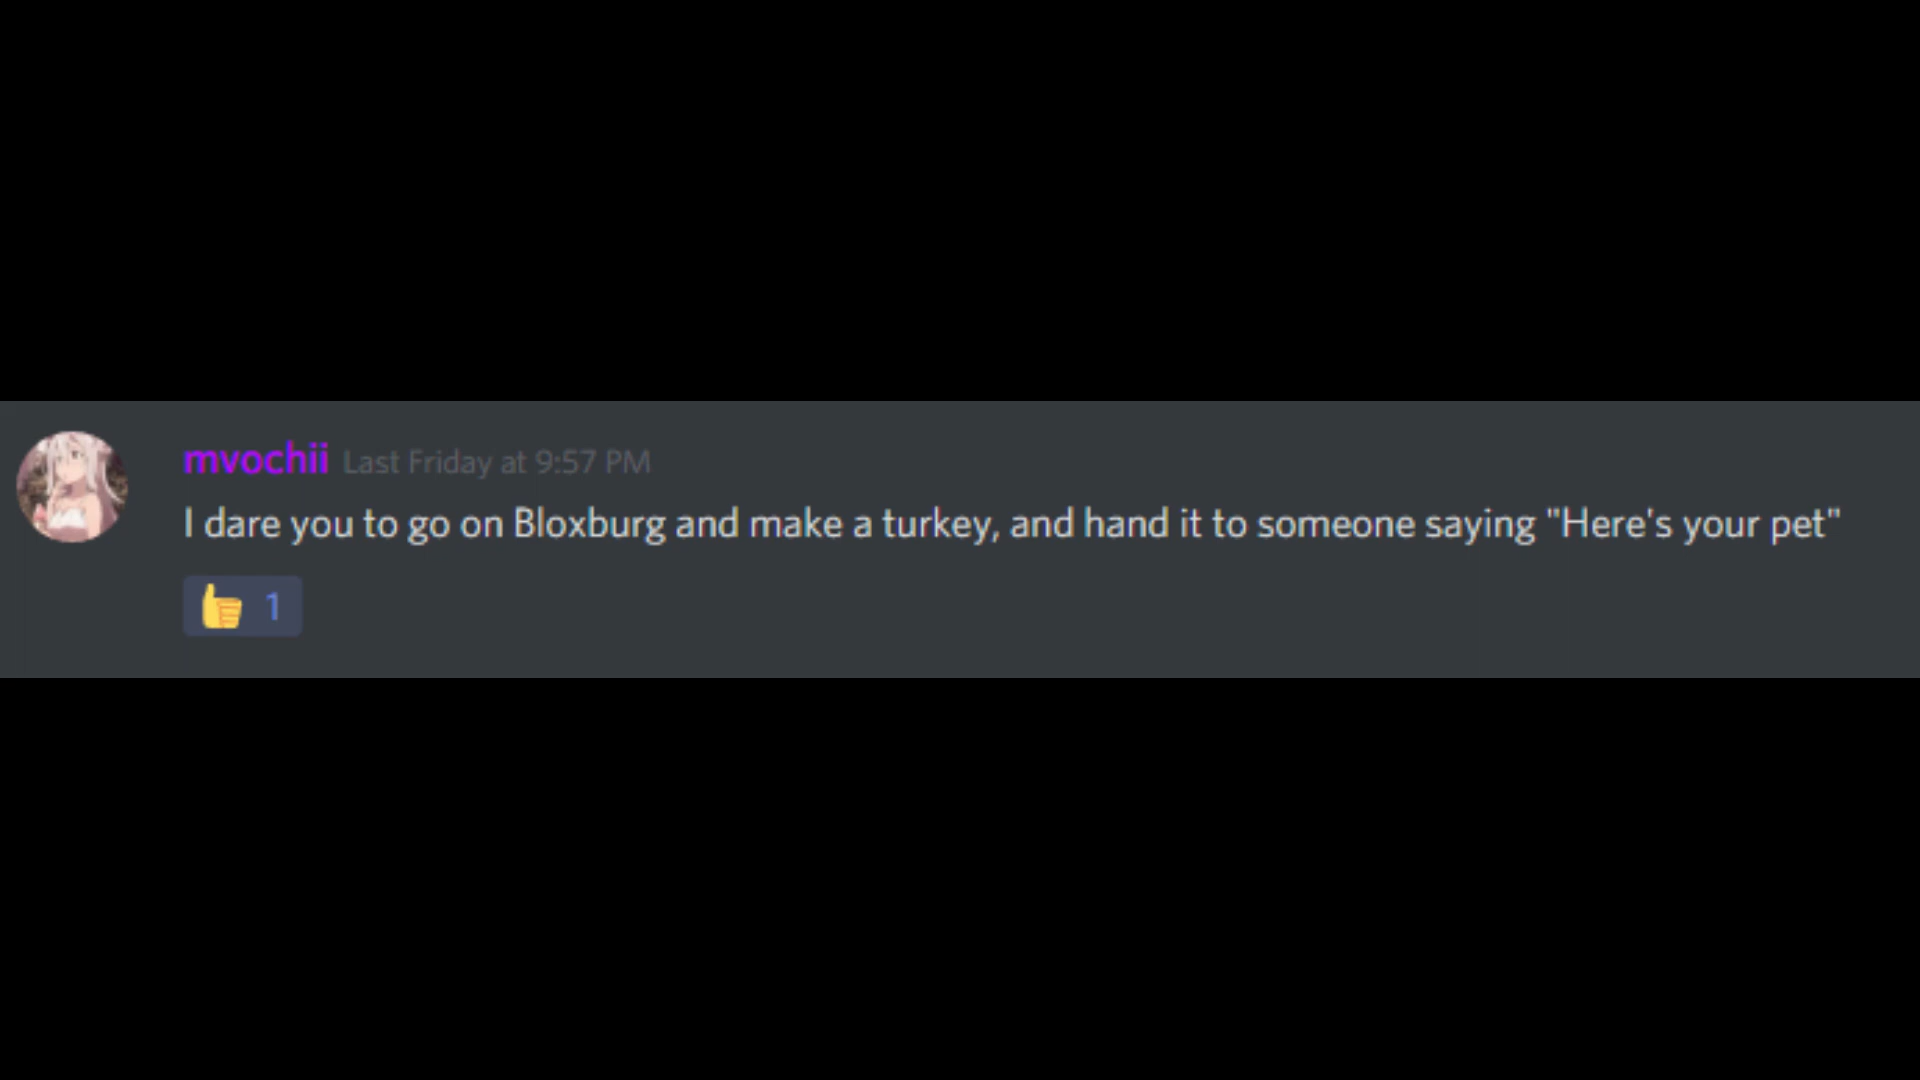 mvochii Last Friday at 9:57 PM
I dare you to go on Bloxburg and make a turkey, and hand it to someone saying "Here's your pet"
1